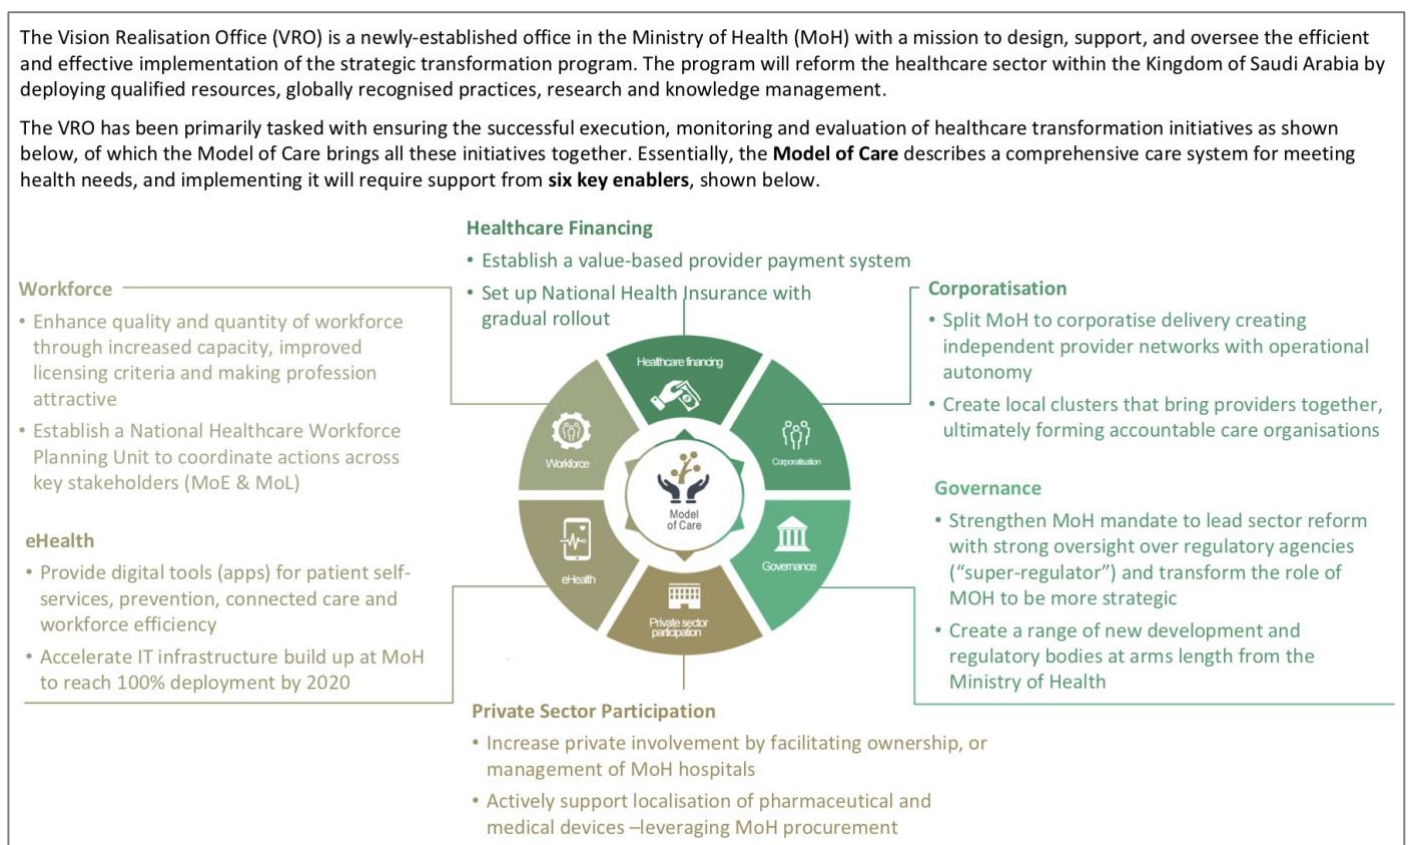 The Vision Realisation Office (VRO) is a newly-established office in the Ministry of Health (MoH) with a mission to design, support, and oversee the efficient
and effective implementation of the strategic transformation program. The program will reform the healthcare sector within the Kingdom of Saudi Arabia by
deploying qualified resources, globally recognised practices, research and knowledge management.
The VRO has been primarily tasked with ensuring the successful execution, monitoring and evaluation of healthcare transformation initiatives as shown
below, of which the Model of Care brings all these initiatives together. Essentially, the Model of Care describes a comprehensive care system for meeting
health needs, and implementing it will require support from six key enablers, shown below.
Healthcare Financing
• Establish a value-based provider payment system
• Set up National Health Insurance with
gradual rollout
Workforce
• Enhance quality and quantity of workforce
through increased capacity, improved
licensing criteria and making profession
attractive
• Establish a National Healthcare Workforce
Planning Unit to coordinate actions across
key stakeholders (MoE & MoL)
eHealth
• Provide digital tools (apps) for patient self-
services, prevention, connected care and
workforce efficiency
• Accelerate IT infrastructure build up at MoH
to reach 100% deployment by 2020
Healthcare financing
Workforce
Corporatisation
Model
of Care
eHealth
Governance
Private sector
participation
Corporatisation
• Split MoH to corporatise delivery creating
independent provider networks with operational
autonomy
• Create local clusters that bring providers together,
ultimately forming accountable care organisations
Governance
• Strengthen MoH mandate to lead sector reform
with strong oversight over regulatory agencies
(“super-regulator”) and transform the role of
MOH to be more strategic
• Create a range of new development and
regulatory bodies at arms length from the
Ministry of Health
Private Sector Participation
• Increase private involvement by facilitating ownership, or
management of MoH hospitals
• Actively support localisation of pharmaceutical and
medical devices –leveraging MoH procurement